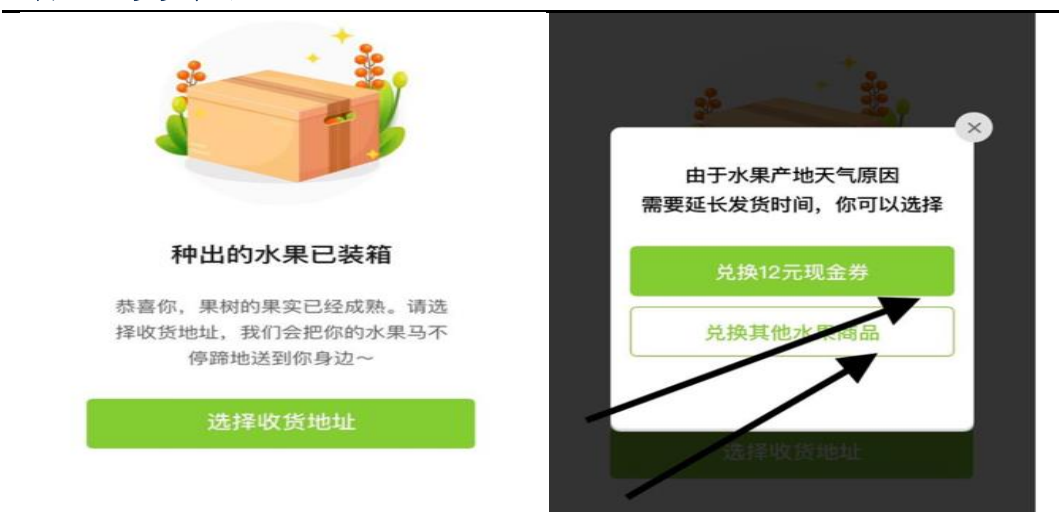 种出的水果已装箱
恭喜你，果树的果实已经成熟。请选
择收货地址，我们会把你的水果马不
停蹄地送到你身边～
选择收货地址
由于水果产地天气原因
需要延长发货时间，你可以选择
兑换12元现金券
兑换其他水果商品
选择收货地址